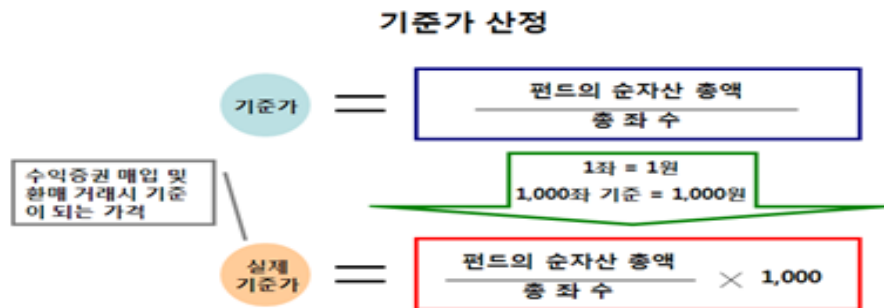 기준가 산정
기준가
=
펀드의 순자산 총액
총 좌 수
1좌 = 1원
1,000좌 기준 = 1,000원
수익증권 매입 및
환매 거래시 기준
이 되는 가격
실제
기준가
=
펀드의 순자산 총액
총 좌 수
× 1,000